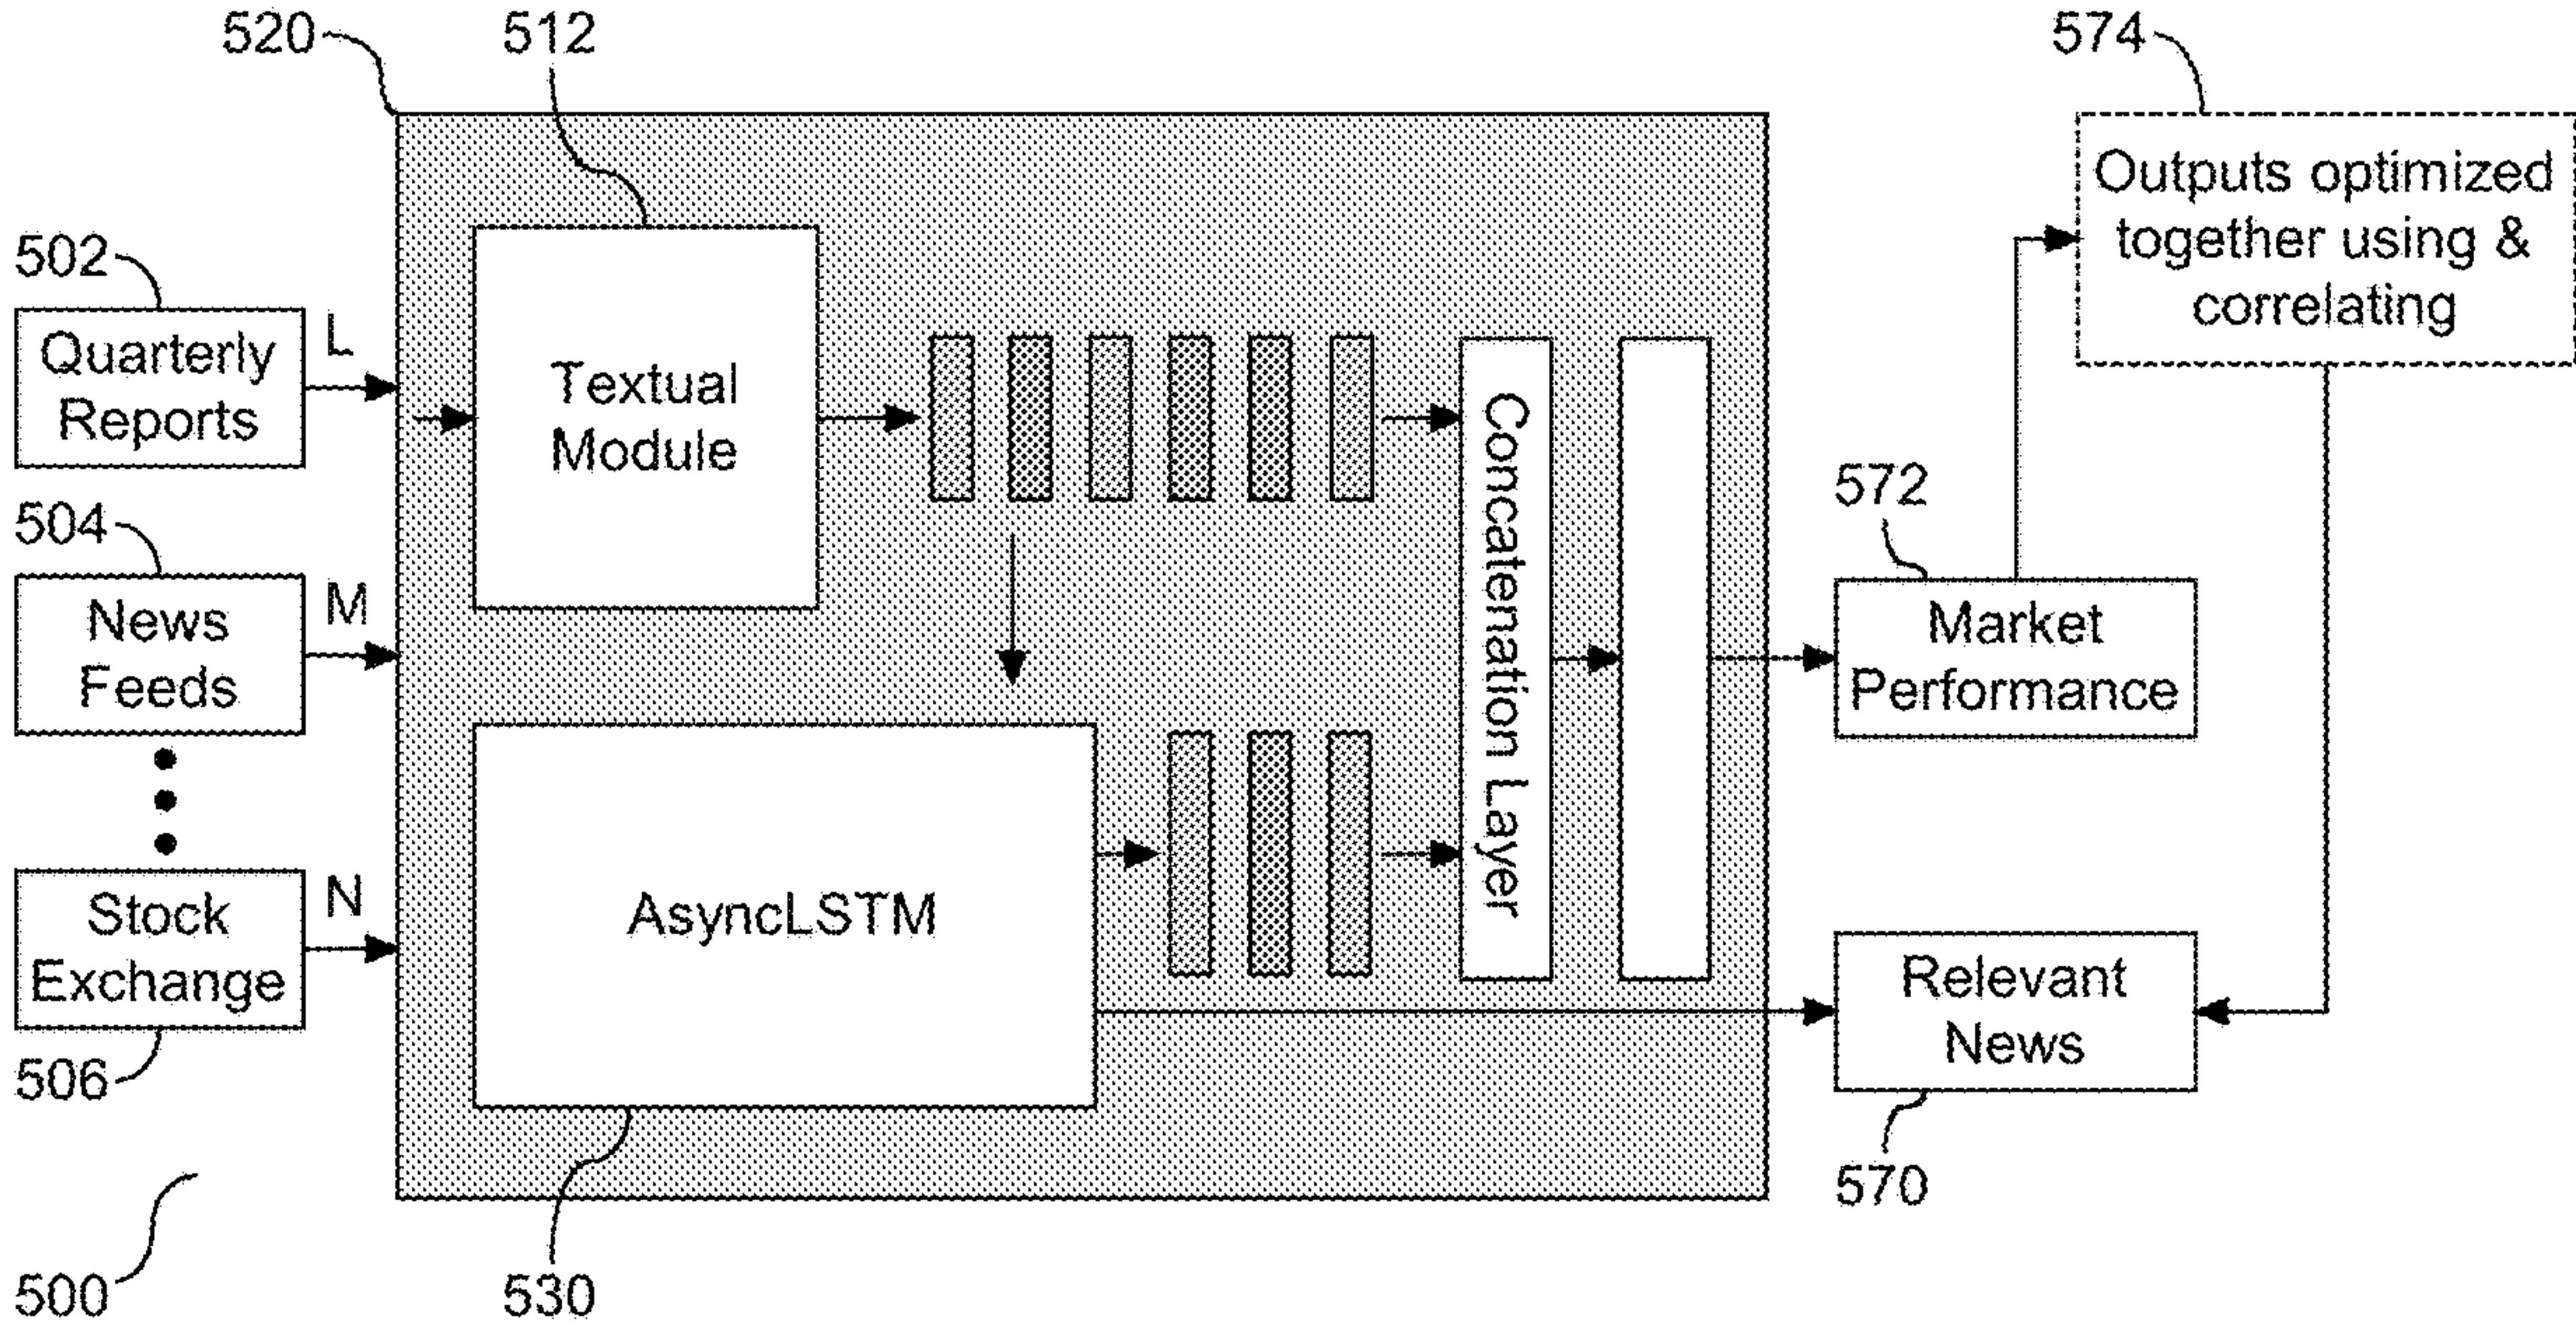 520
512
574
Outputs optimized
together using &
correlating
502
L
Quarterly
Reports
Textual
Module
Concatenation Layer
504
M
News
Feeds
572
Market
Performance
N
Stock
Exchange
AsyncLSTM
Relevant
News
506
570
500
530